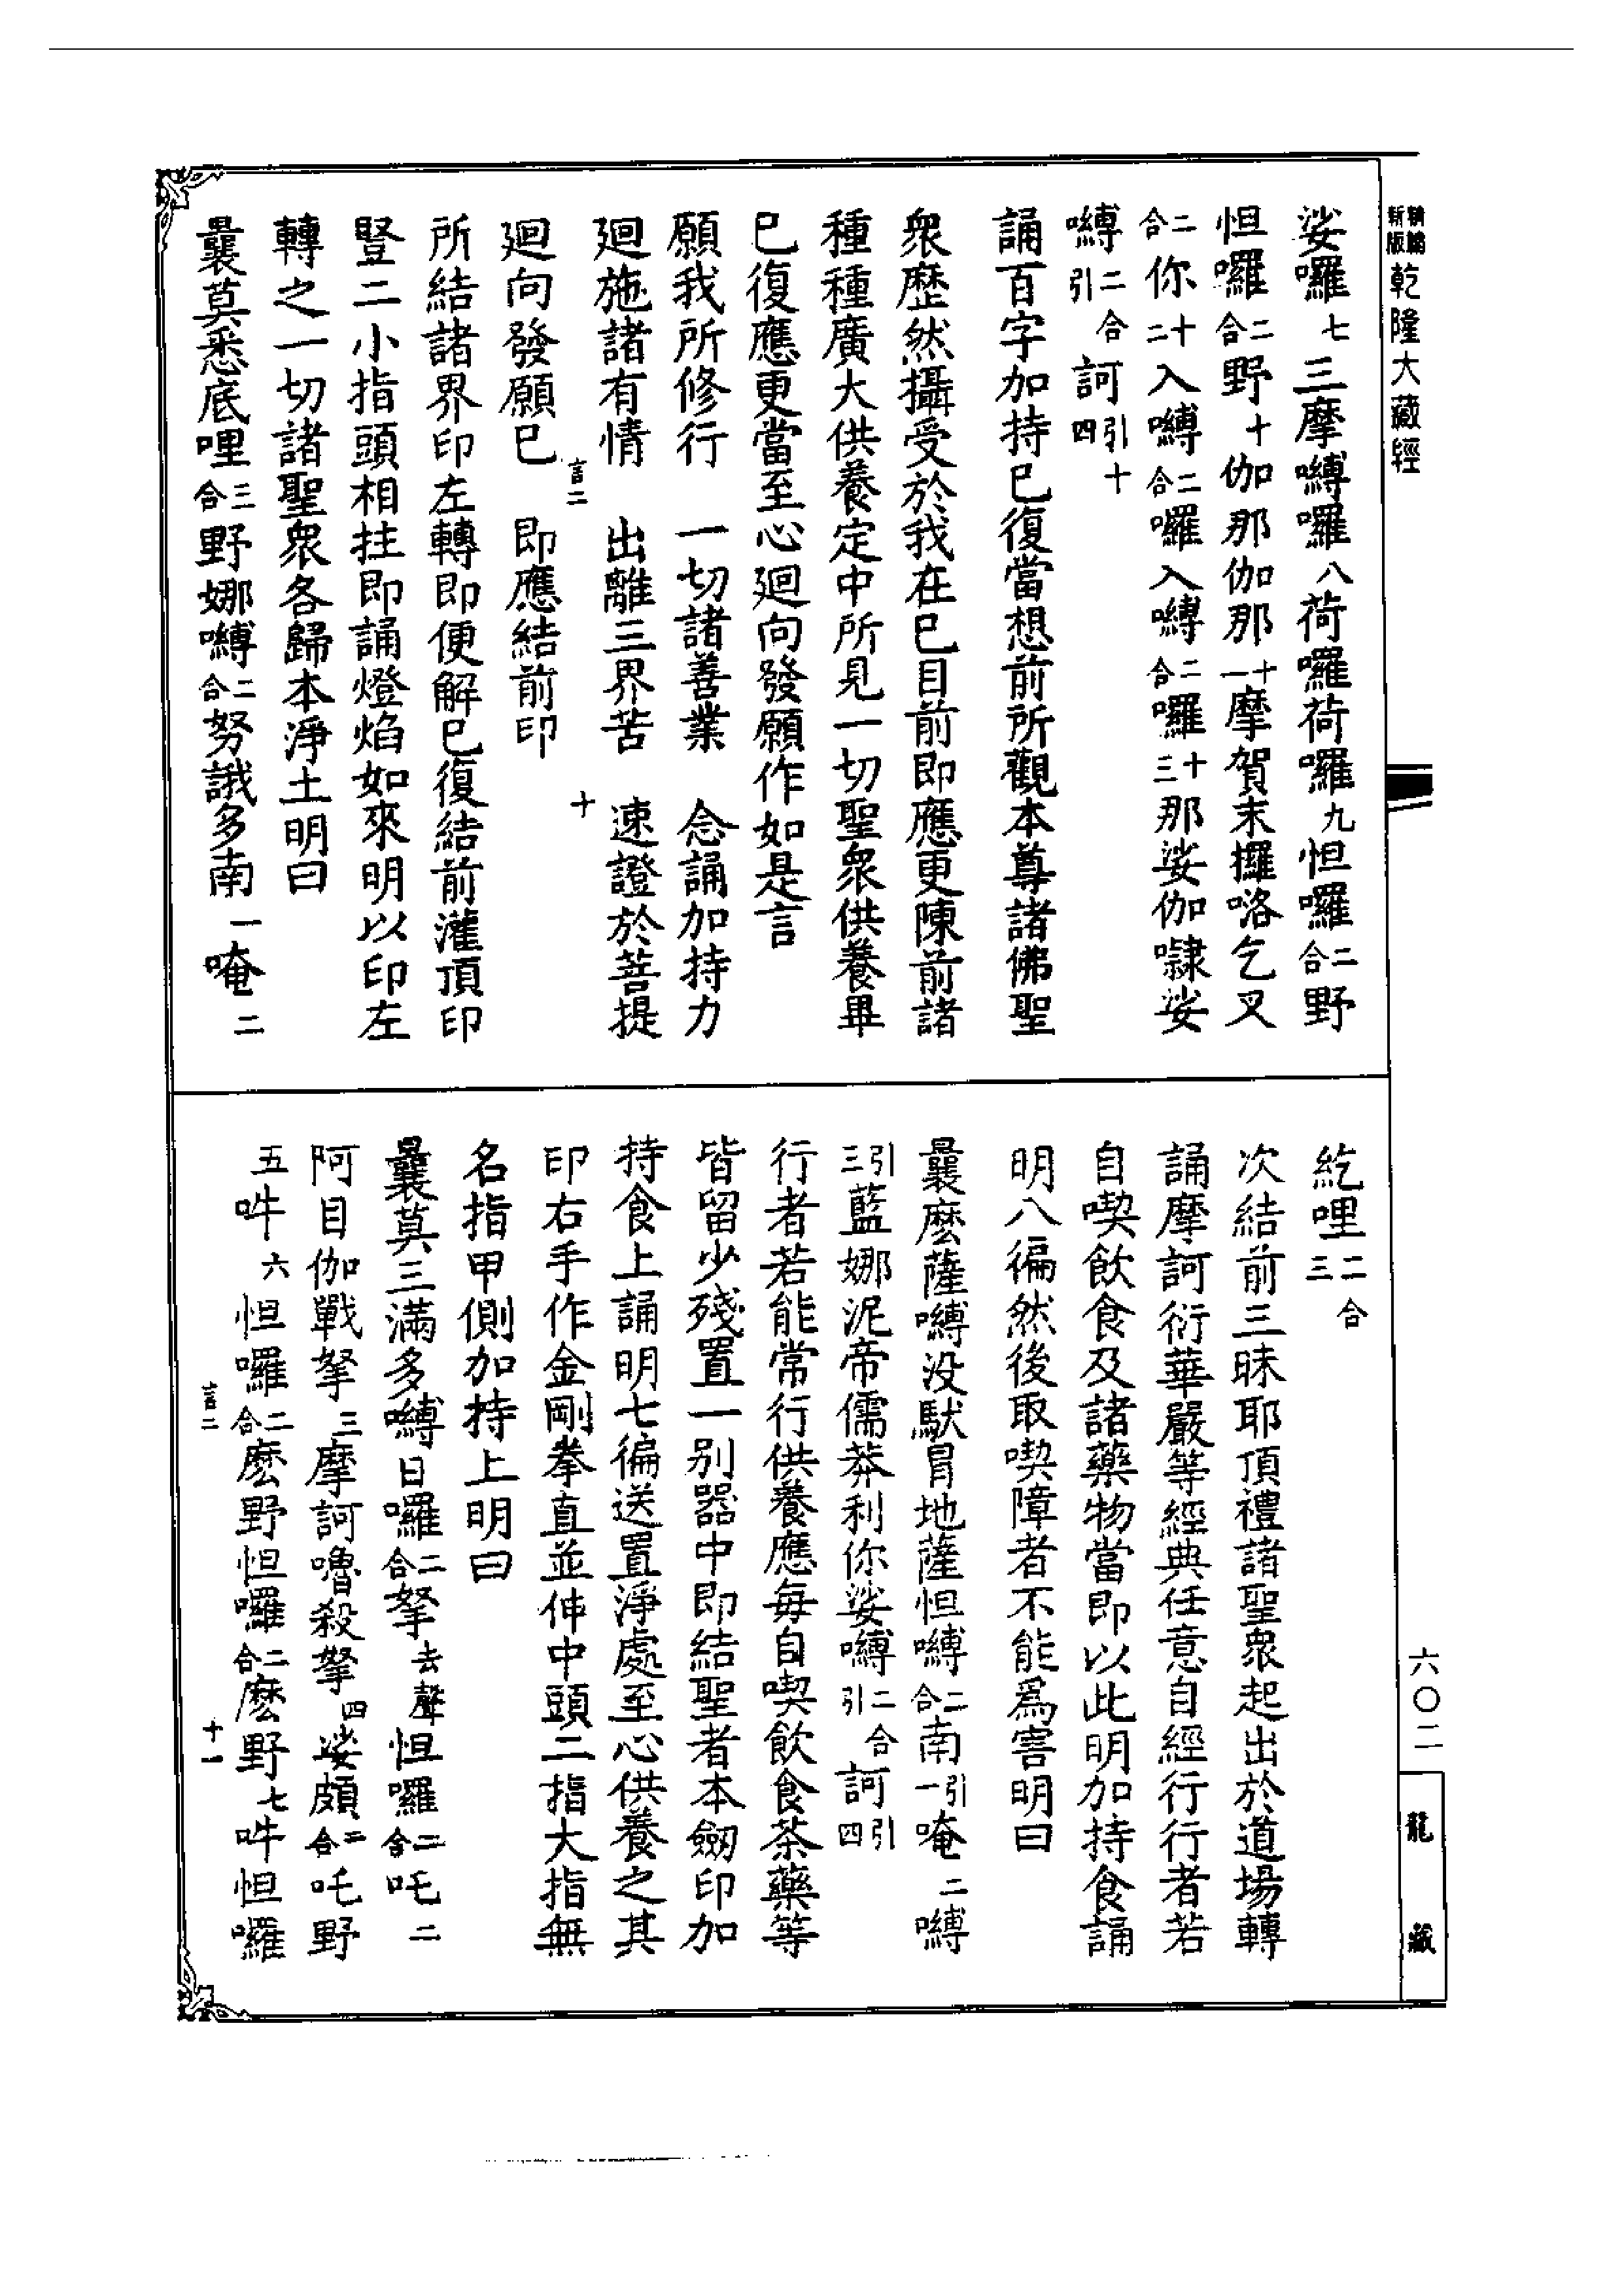 新版精縮乾隆大藏經
娑囉七三摩嚩囉八荷囉荷囉九怛囉二合野
怛囉二合野十伽那伽那十一摩賀末攞咯乞叉
二合你十二入嚩二合囉入嚩二合囉十三那娑伽㘑娑
嚩二合引訶引十四
誦百字加持已復當想前所觀本尊諸佛聖
衆歷然攝受於我在已目前即應更陳前諸
種種廣大供養定中所見一切聖衆供養畢
已復應更當至心廻向發願作如是言
願我所修行　一切諸善業　念誦加持力
廻施諸有情　出離三界苦　速證於菩提
言二　十
廻向發願已　即應結前印
所結諸界印左轉即便解已復結前灌頂印
豎二小指頭相拄即誦燈焰如來明以印左
轉之一切諸聖衆各歸本淨土明曰
曩莫悉底哩三合野娜嚩二合努誐多南一唵二
紇哩二合三
次結前三昧耶頂禮諸聖衆起出於道場轉
誦摩訶衍華嚴等經典任意自經行行者若
自喫飲食及諸藥物當即以此明加持食誦
明八徧然後取喫障者不能爲害明曰
曩麼薩嚩沒馱冒地薩怛嚩二合南引一唵二嚩
引三藍娜泥帝儒莽利你娑嚩二合引訶引四
行者若能常行供養應每自喫飲食茶藥等
皆留少殘置一别器中即結聖者本劒印加
持食上誦明七徧送置淨處至心供養之其
印右手作金剛拳直並伸中頭二指大指無
名指甲側加持上明曰
曩莫三滿多嚩日囉二合拏去聲怛囉二合吒二
阿目伽戰拏三摩訶嚕殺拏四娑頗二合吒野
五吽六怛囉二合麽野怛囉二合麽野七吽怛囉
言二　十一
六〇二
龍藏